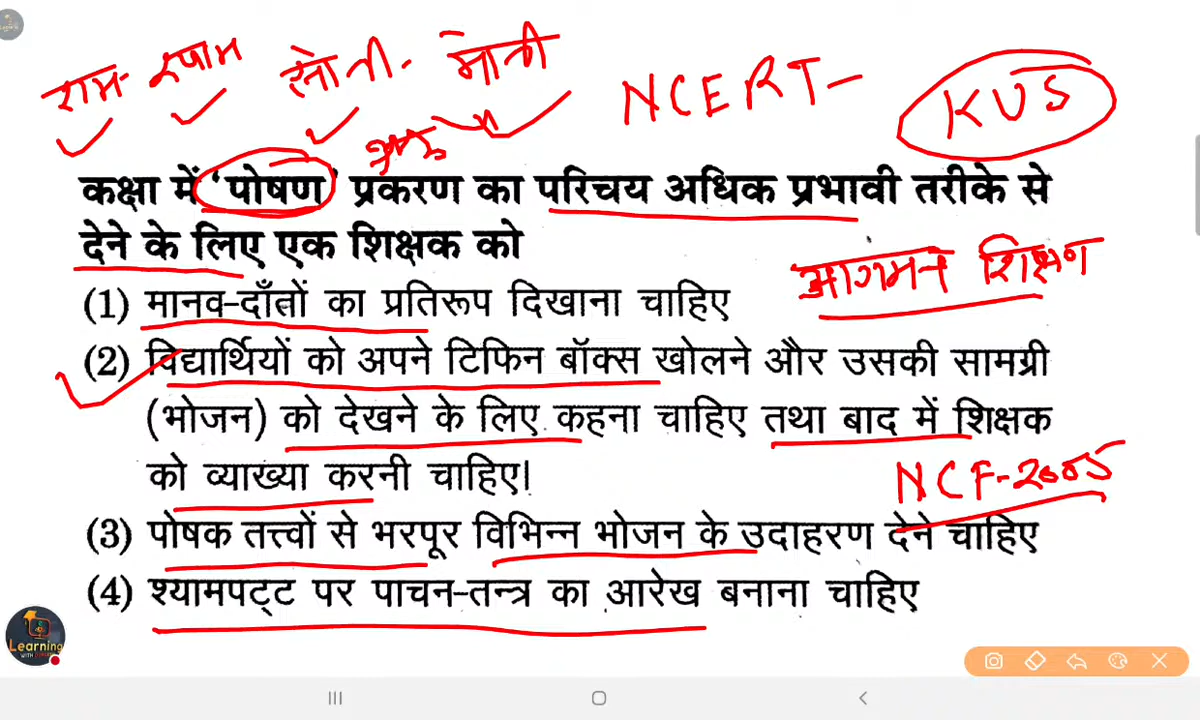 राम- श्याम सोनी- मोनी NCERT- KVS
कक्षा में 'पोषण' प्रकरण का परिचय अधिक प्रभावी तरीके से
देने के लिए एक शिक्षक को
आगमन शिक्षण
(1) मानव-दाँतों का प्रतिरूप दिखाना चाहिए
(2) विद्यार्थियों को अपने टिफिन बॉक्स खोलने और उसकी सामग्री
(भोजन) को देखने के लिए कहना चाहिए तथा बाद में शिक्षक
को व्याख्या करनी चाहिए।
NCF-2005
(3) पोषक तत्त्वों से भरपूर विभिन्न भोजन के उदाहरण देने चाहिए
(4) श्यामपट्ट पर पाचन-तन्त्र का आरेख बनाना चाहिए
Learning